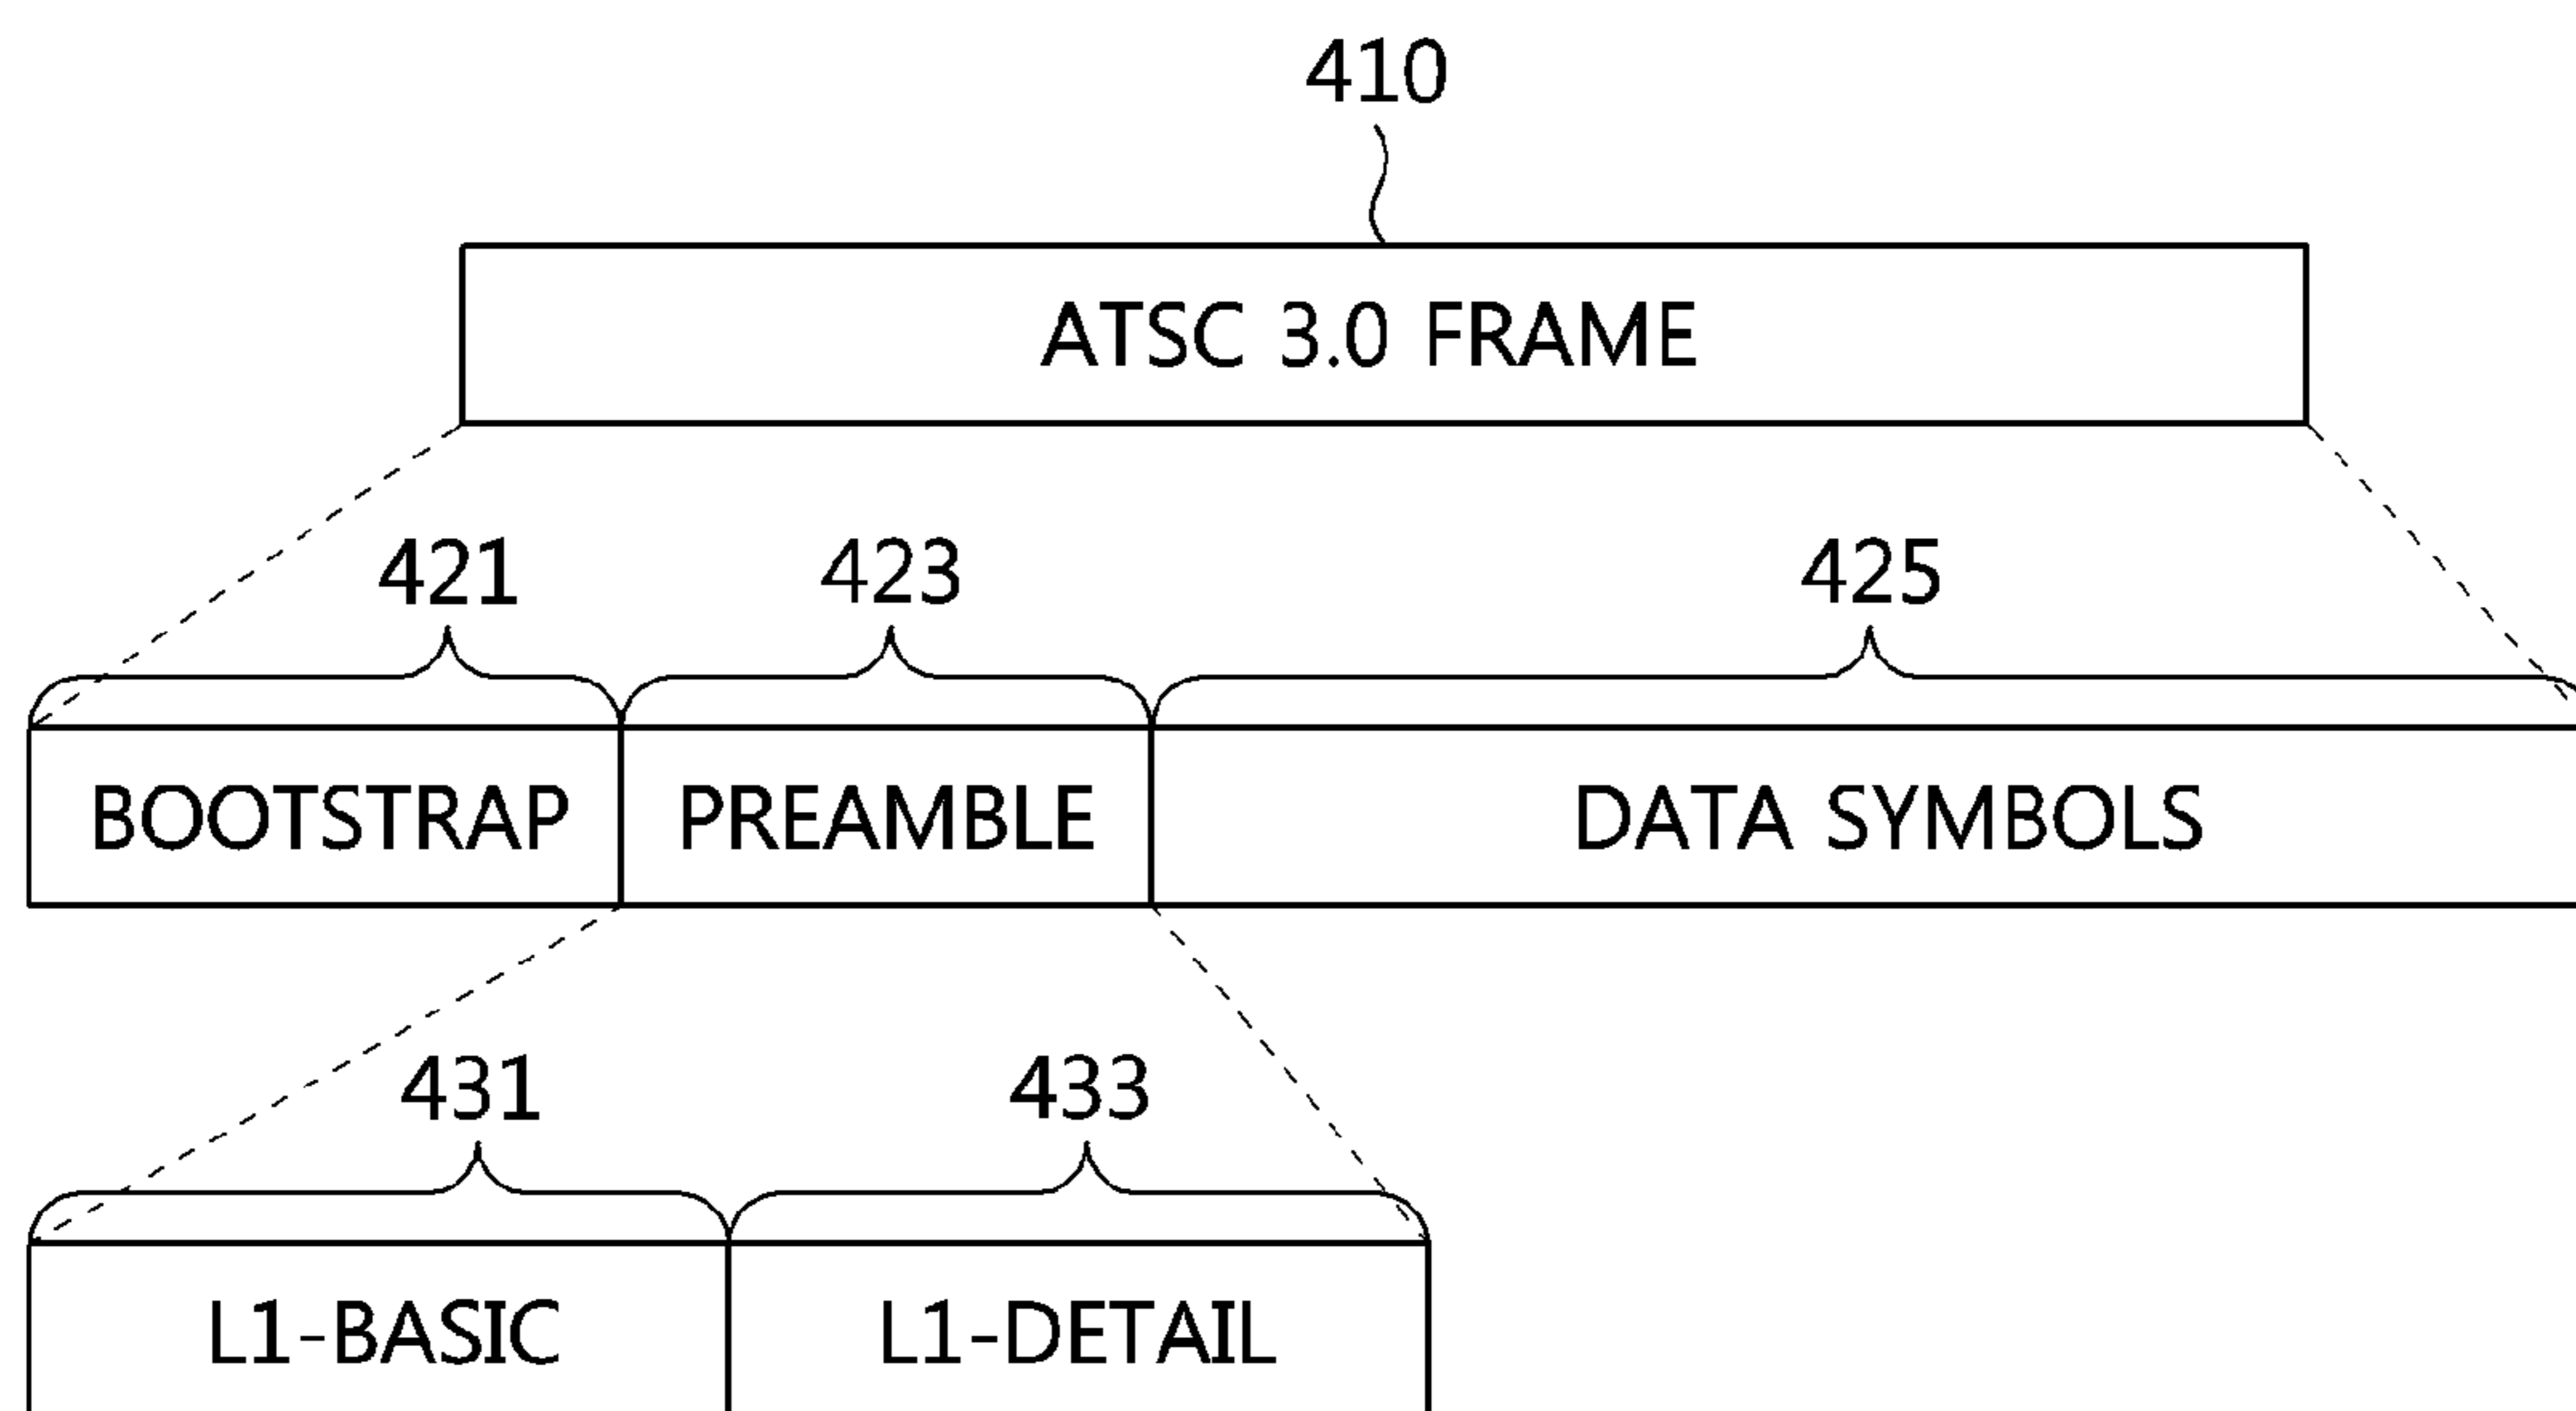 410
ATSC 3.0 FRAME
421 423 425
BOOTSTRAP PREAMBLE DATA SYMBOLS
431 433
L1-BASIC L1-DETAIL